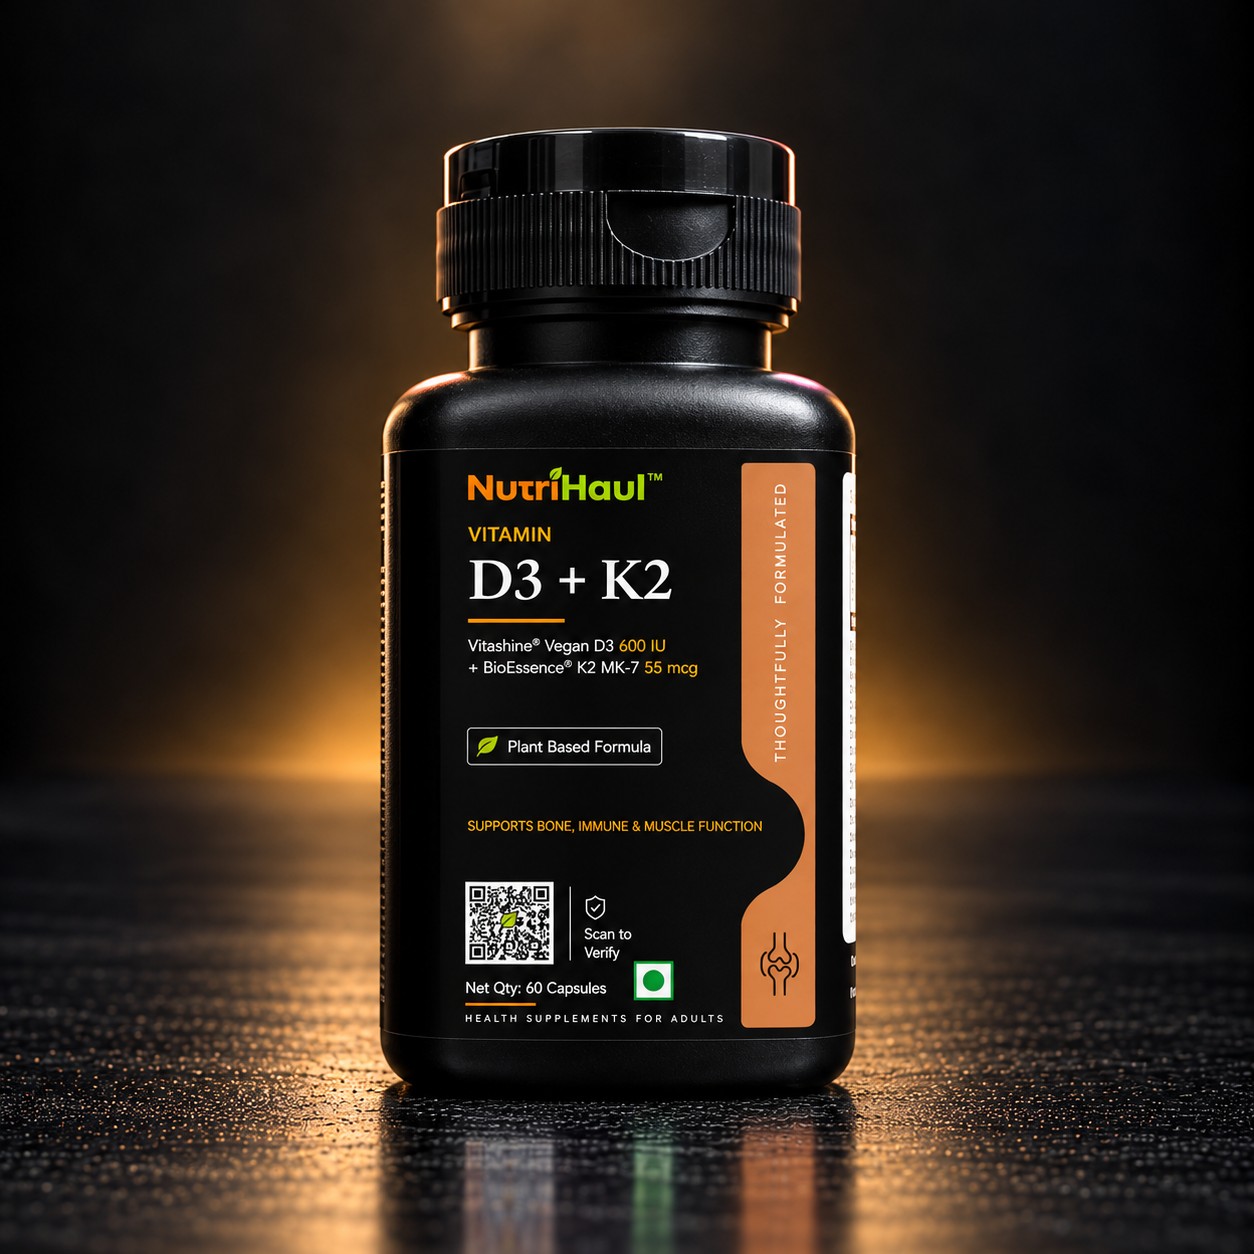 NutriHaul™
VITAMIN
D3 + K2
Vitashine® Vegan D3 600 IU
+ BioEssence® K2 MK-7 55 mcg
Plant Based Formula
SUPPORTS BONE, IMMUNE & MUSCLE FUNCTION
Scan to
Verify
Net Qty: 60 Capsules
HEALTH SUPPLEMENTS FOR ADULTS
THOUGHTFULLY FORMULATED